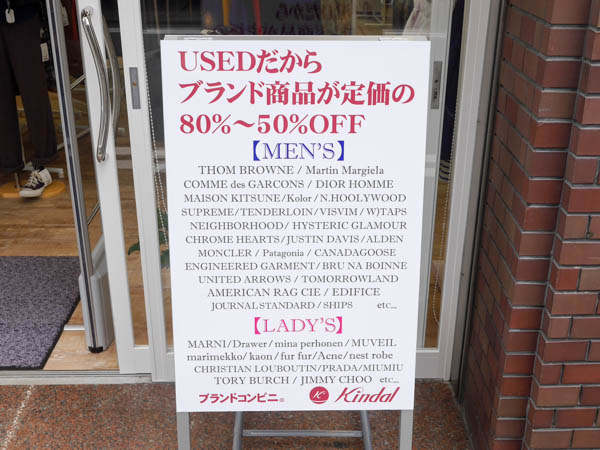 USEDだから
ブランド商品が定価の
80%～50%OFF
【MEN'S】
THOM BROWNE / Martin Margiela
COMME des GARCONS / DIOR HOMME
MAISON KITSUNE/Kolor/N.HOOLYWOOD
SUPREME/TENDERLOIN/VISVIM/W)TAPS
NEIGHBORHOOD/ HYSTERIC GLAMOUR
CHROME HEARTS/JUSTIN DAVIS/ALDEN
MONCLER / Patagonia / CANADAGOOSE
ENGINEERED GARMENT/BRU NA BOINNE
UNITED ARROWS / TOMORROWLAND
AMERICAN RAG CIE / EDIFICE
JOURNAL STANDARD / SHIPS etc...
【LADY'S】
MARNI/Drawer/mina perhonen/MUVEIL
marimekko/ kaon/ fur fur/Acne/nest robe
CHRISTIAN LOUBOUTIN/PRADA/MIUMIU
TORY BURCH / JIMMY CHOO etc...
ブランドコンビニ® K Kindal